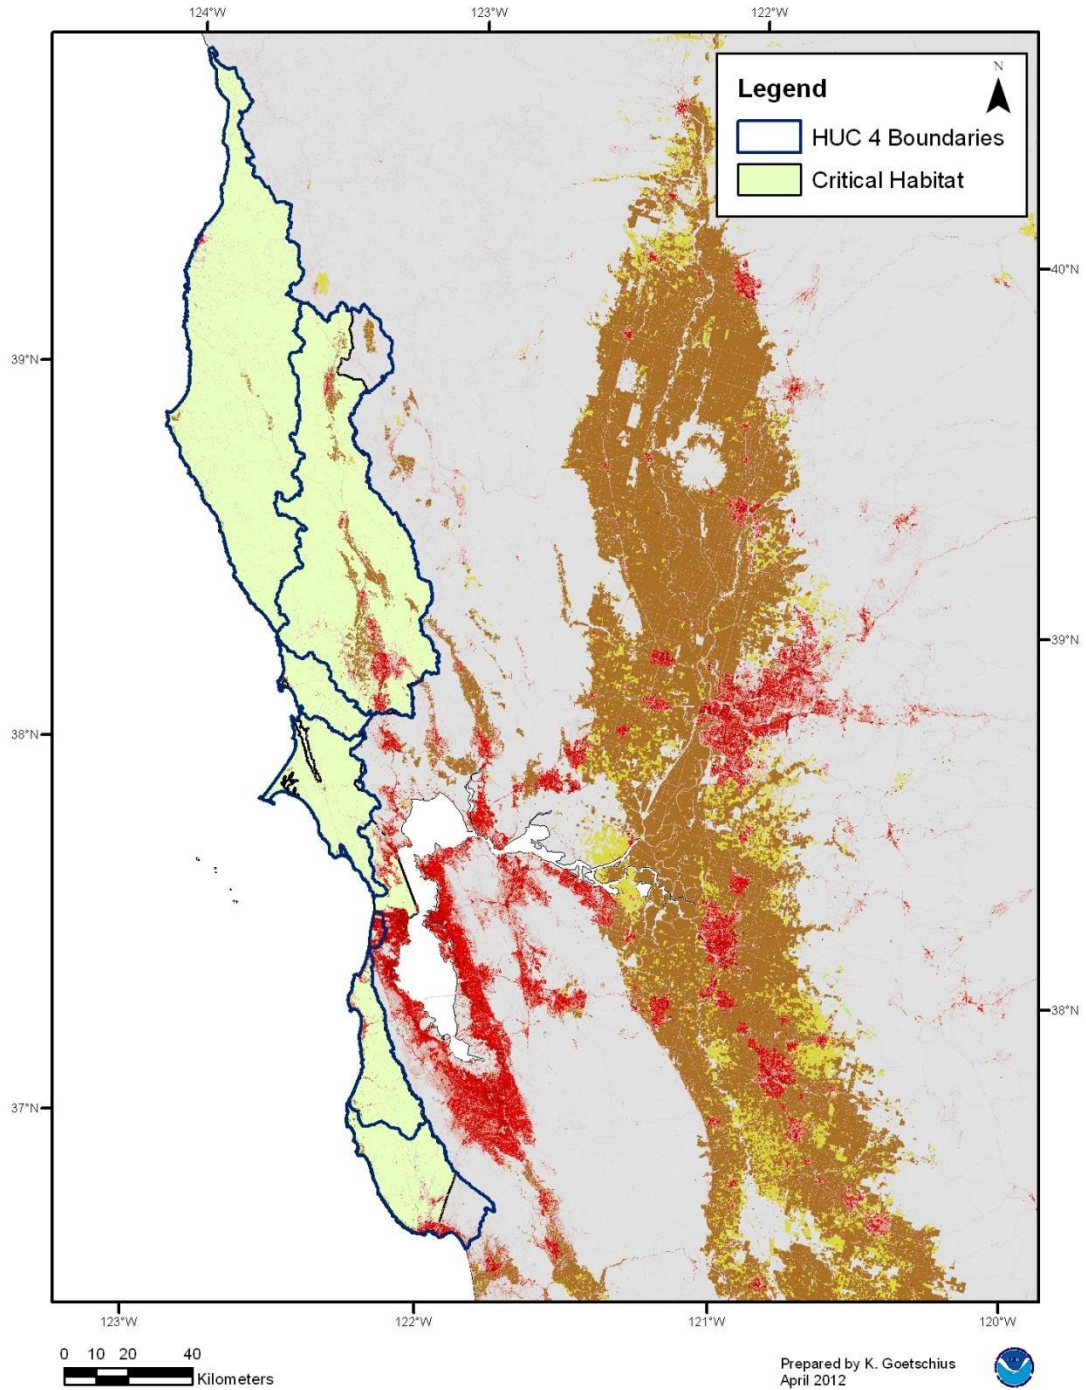 124°W 123°W 122°W
N
Legend
HUC 4 Boundaries
Critical Habitat
40°N
39°N
39°N
38°N
38°N
37°N
123°W 122°W 121°W 120°W
0 10 20 40
Kilometers
Prepared by K. Goetschius
April 2012